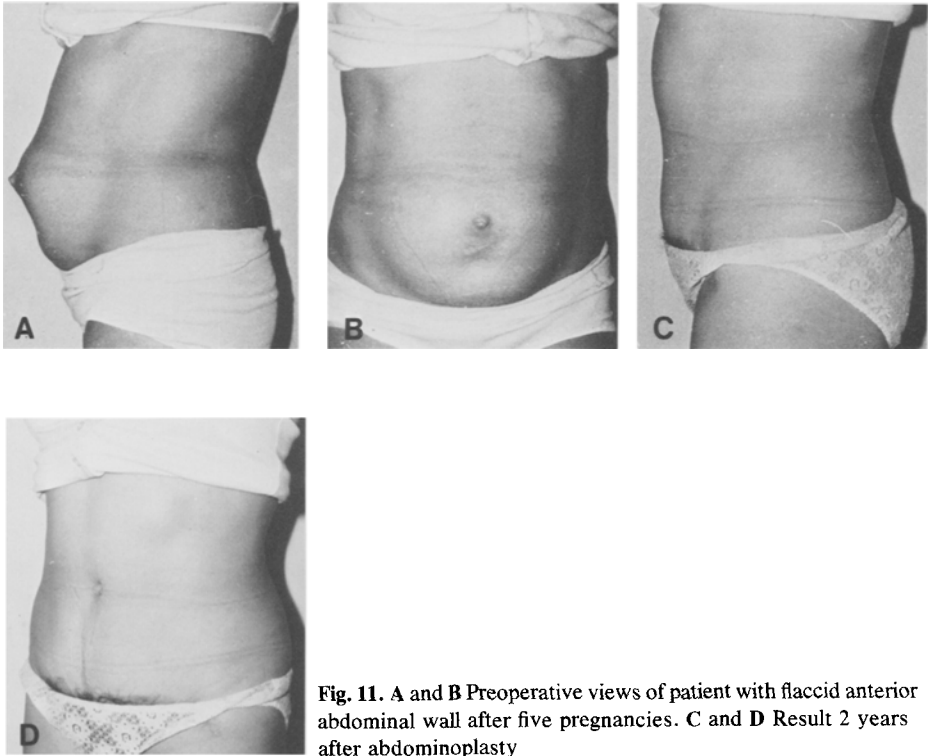 A
B
C
D
Fig. 11. A and B Preoperative views of patient with flaccid anterior
abdominal wall after five pregnancies. C and D Result 2 years
after abdominoplasty